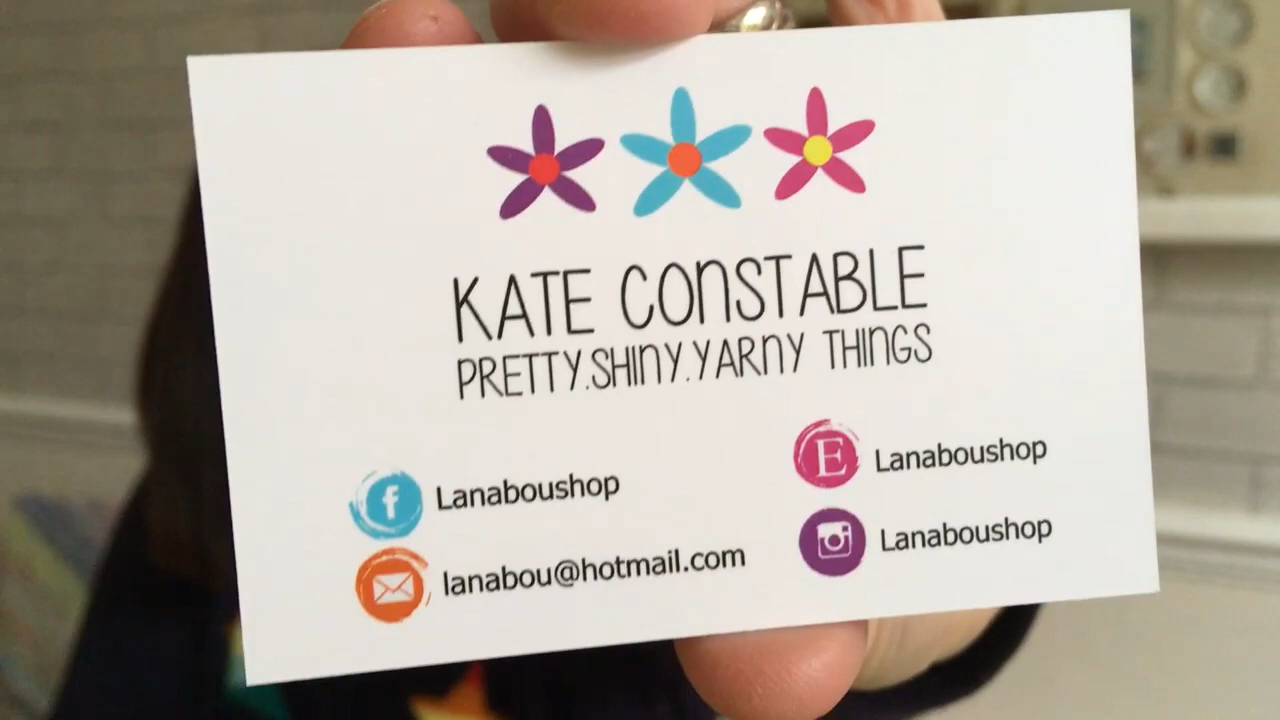 KATE CONSTABLE
PRETTY.SHINY.YARNY THINGS
f Lanaboushop
lanabou@hotmail.com
E Lanaboushop
Lanaboushop